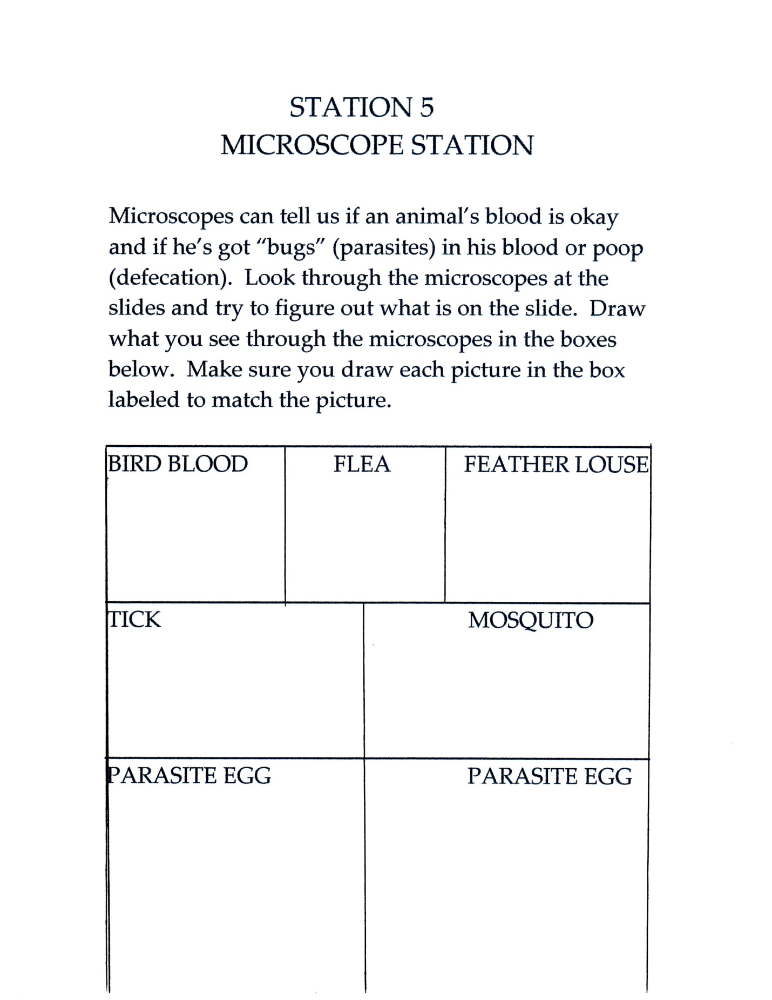 STATION 5
MICROSCOPE STATION
Microscopes can tell us if an animal's blood is okay
and if he's got "bugs" (parasites) in his blood or poop
(defecation).  Look through the microscopes at the
slides and try to figure out what is on the slide.  Draw
what you see through the microscopes in the boxes
below.  Make sure you draw each picture in the box
labeled to match the picture.
BIRD BLOOD FLEA FEATHER LOUSE
TICK MOSQUITO
PARASITE EGG PARASITE EGG